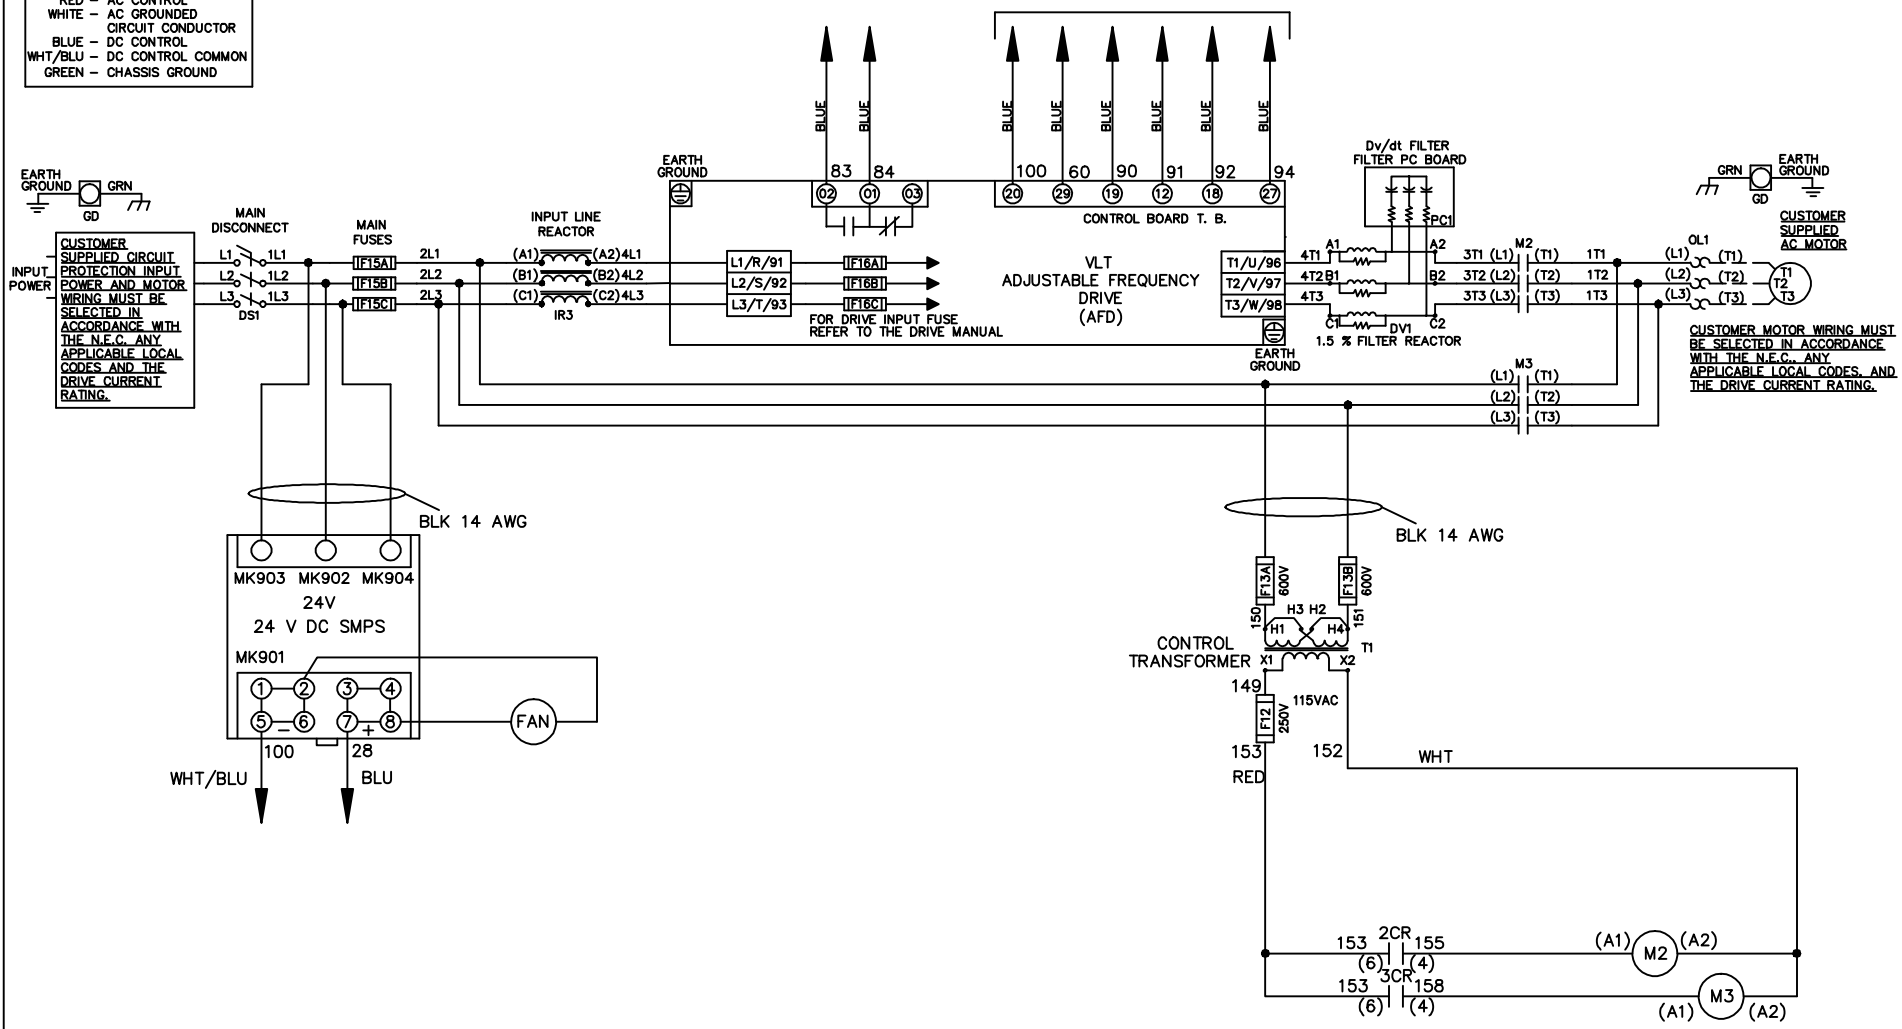 RED – AC CONTROL
WHITE – AC GROUNDED
CIRCUIT CONDUCTOR
BLUE – DC CONTROL
WHT/BLU – DC CONTROL COMMON
GREEN – CHASSIS GROUND
BLUE
BLUE
BLUE
BLUE
BLUE
BLUE
BLUE
BLUE
EARTH
GROUND
GRN
GD
EARTH
GROUND
83 84
02 01 03
100 60 90 91 92 94
20 29 19 12 18 27
CONTROL BOARD T. B.
Dv/dt FILTER
FILTER PC BOARD
PC1
GRN
EARTH
GROUND
GD
CUSTOMER
SUPPLIED
AC MOTOR
INPUT
POWER
CUSTOMER
SUPPLIED CIRCUIT
PROTECTION INPUT
POWER AND MOTOR
WIRING MUST BE
SELECTED IN
ACCORDANCE WITH
THE N.E.C. ANY
APPLICABLE LOCAL
CODES AND THE
DRIVE CURRENT
RATING.
MAIN
DISCONNECT
L1 1L1
L2 1L2
L3 1L3
DS1
MAIN
FUSES
F15A
F15B
F15C
2L1
2L2
2L3
INPUT LINE
REACTOR
(A1) (A2) 4L1
(B1) (B2) 4L2
(C1) (C2) 4L3
IR3
L1/R/91
L2/S/92
L3/T/93
F16A
F16B
F16C
FOR DRIVE INPUT FUSE
REFER TO THE DRIVE MANUAL
VLT
ADJUSTABLE FREQUENCY
DRIVE
(AFD)
T1/U/96
T2/V/97
T3/W/98
EARTH
GROUND
4T1 A1 A2
4T2 B1 B2
4T3 C1 C2
DV1
1.5 % FILTER REACTOR
M2
3T1 (L1) (T1) 1T1
3T2 (L2) (T2) 1T2
3T3 (L3) (T3) 1T3
OL1
(L1) (T1)
(L2) (T2)
(L3) (T3)
T1
T2
T3
CUSTOMER MOTOR WIRING MUST
BE SELECTED IN ACCORDANCE
WITH THE N.E.C., ANY
APPLICABLE LOCAL CODES, AND
THE DRIVE CURRENT RATING.
M3
(L1) (T1)
(L2) (T2)
(L3) (T3)
BLK 14 AWG
MK903 MK902 MK904
24V
24 V DC SMPS
MK901
1 2 3 4
5 – 6 7 + 8
FAN
100 28
WHT/BLU BLU
BLK 14 AWG
F13A 600V
F13B 600V
150 151
H3 H2
H1 H4
T1
CONTROL
TRANSFORMER
X1 X2
149
115VAC
F12 250V
153 152
RED
WHT
2CR
153 155
(6) (4)
(A1) M2 (A2)
3CR
153 158
(6) (4)
(A1) M3 (A2)